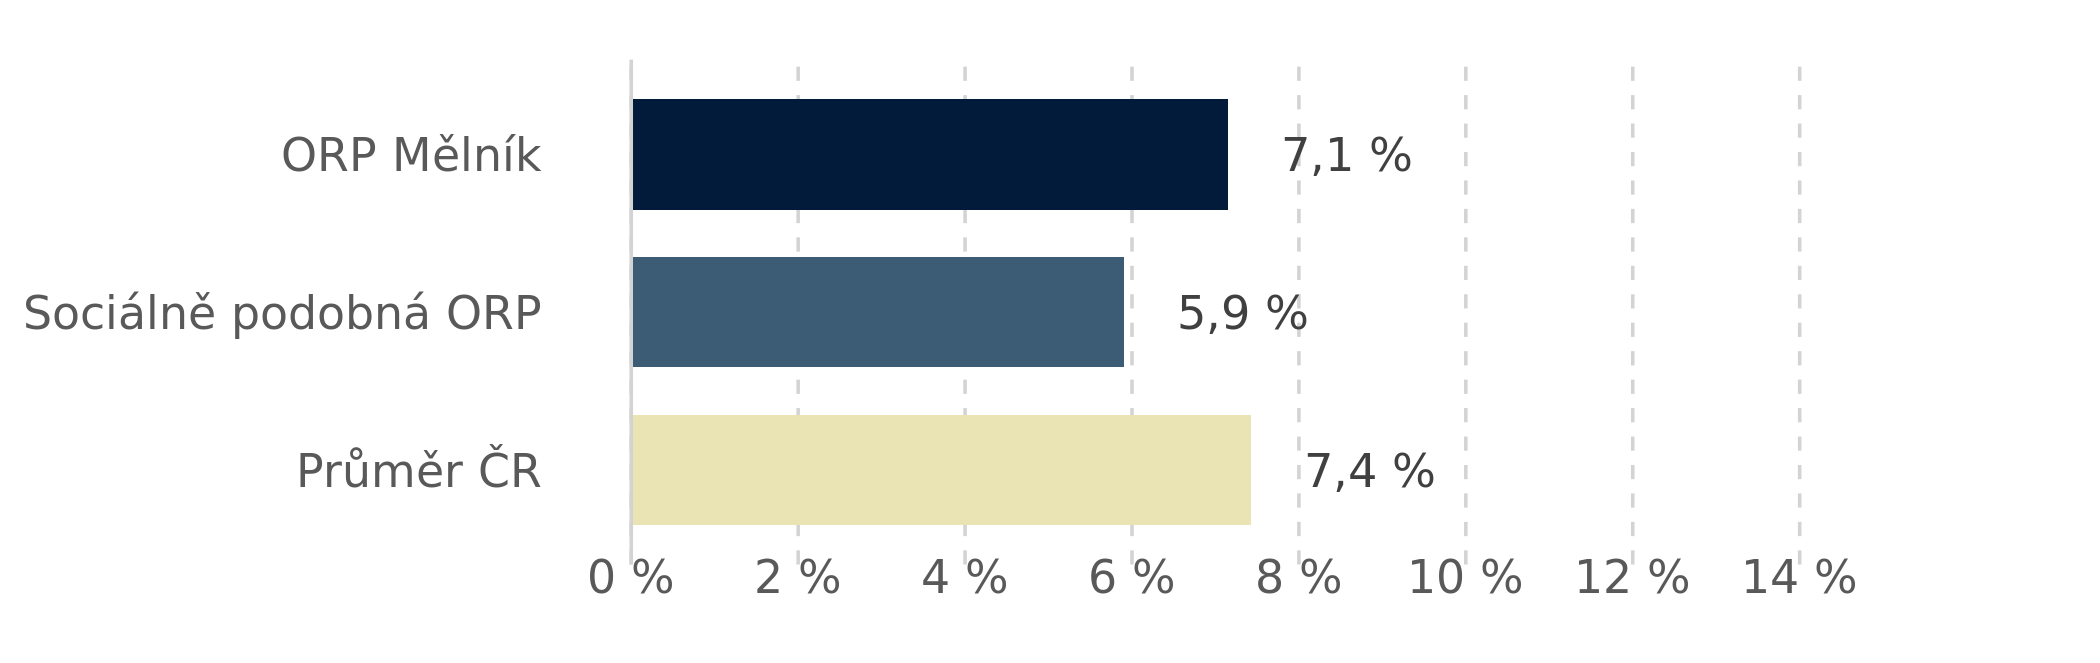 ORP Mělník 7,1 %
Sociálně podobná ORP 5,9 %
Průměr ČR 7,4 %
0 % 2 % 4 % 6 % 8 % 10 % 12 % 14 %